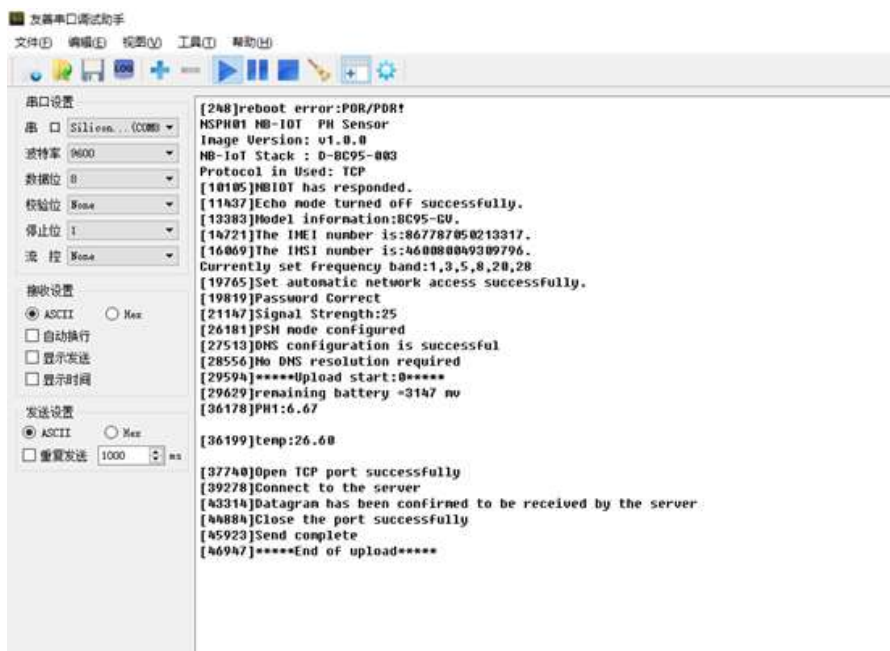 友善串口调试助手
文件(F) 编辑(E) 视图(V) 工具(T) 帮助(H)
LOG
串口设置
串 口 Silicon...(COM8
波特率 9600
数据位 8
校验位 None
停止位 1
流 控 None
接收设置
ASCII Hex
自动换行
显示发送
显示时间
发送设置
ASCII Hex
重复发送 1000 ms
[248]reboot error:POR/PDR!
NSPH01 NB-IOT PH Sensor
Image Version: v1.0.0
NB-IoT Stack : D-BC95-003
Protocol in Used: TCP
[10105]NBIOT has responded.
[11437]Echo mode turned off successfully.
[13383]Model information:BC95-GV.
[14721]The IMEI number is:867787050213317.
[16069]The IMSI number is:460080049309796.
Currently set frequency band:1,3,5,8,20,28
[19765]Set automatic network access successfully.
[19819]Password Correct
[21147]Signal Strength:25
[26181]PSM mode configured
[27513]DNS configuration is successful
[28556]No DNS resolution required
[29594]*****Upload start:0*****
[29629]remaining battery =3147 mv
[36178]PH1:6.67
[36199]temp:26.60
[37740]Open TCP port successfully
[39278]Connect to the server
[43314]Datagram has been confirmed to be received by the server
[44884]Close the port successfully
[45923]Send complete
[46947]*****End of upload*****